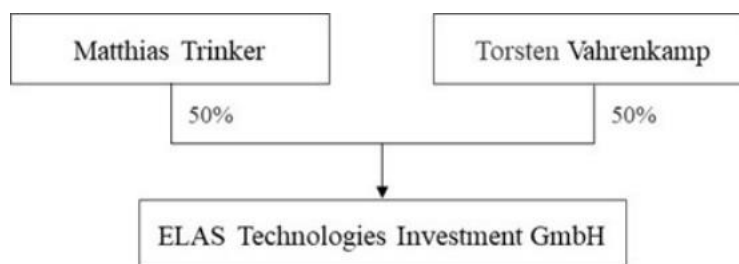 Matthias Trinker
Torsten Vahrenkamp
50%
50%
ELAS Technologies Investment GmbH